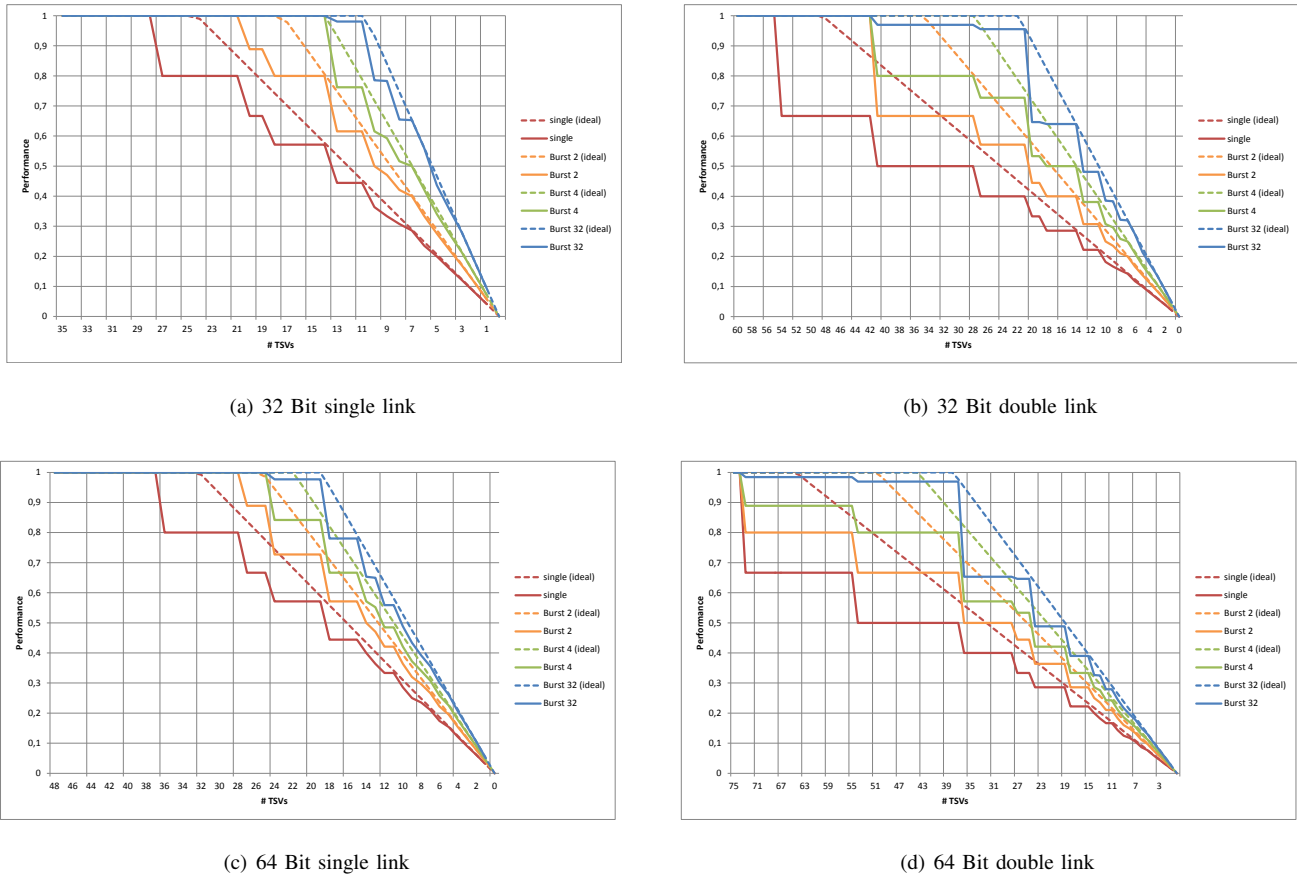 1
0,9
0,8
0,7
0,6
0,5
0,4
0,3
0,2
0,1
0
Performance
35 33 31 29 27 25 23 21 19 17 15 13 11 9 7 5 3 1
# TSVs
single (ideal)
single
Burst 2 (ideal)
Burst 2
Burst 4 (ideal)
Burst 4
Burst 32 (ideal)
Burst 32
(a) 32 Bit single link
1
0,9
0,8
0,7
0,6
0,5
0,4
0,3
0,2
0,1
0
Performance
60 58 56 54 52 50 48 46 44 42 40 38 36 34 32 30 28 26 24 22 20 18 16 14 12 10 8 6 4 2 0
# TSVs
single (ideal)
single
Burst 2 (ideal)
Burst 2
Burst 4 (ideal)
Burst 4
Burst 32 (ideal)
Burst 32
(b) 32 Bit double link
1
0,9
0,8
0,7
0,6
0,5
0,4
0,3
0,2
0,1
0
Performance
48 46 44 42 40 38 36 34 32 30 28 26 24 22 20 18 16 14 12 10 8 6 4 2 0
# TSVs
single (ideal)
single
Burst 2 (ideal)
Burst 2
Burst 4 (ideal)
Burst 4
Burst 32 (ideal)
Burst 32
(c) 64 Bit single link
1
0,9
0,8
0,7
0,6
0,5
0,4
0,3
0,2
0,1
0
Performance
75 71 67 63 59 55 51 47 43 39 35 31 27 23 19 15 11 7 3
# TSVs
single (ideal)
single
Burst 2 (ideal)
Burst 2
Burst 4 (ideal)
Burst 4
Burst 32 (ideal)
Burst 32
(d) 64 Bit double link